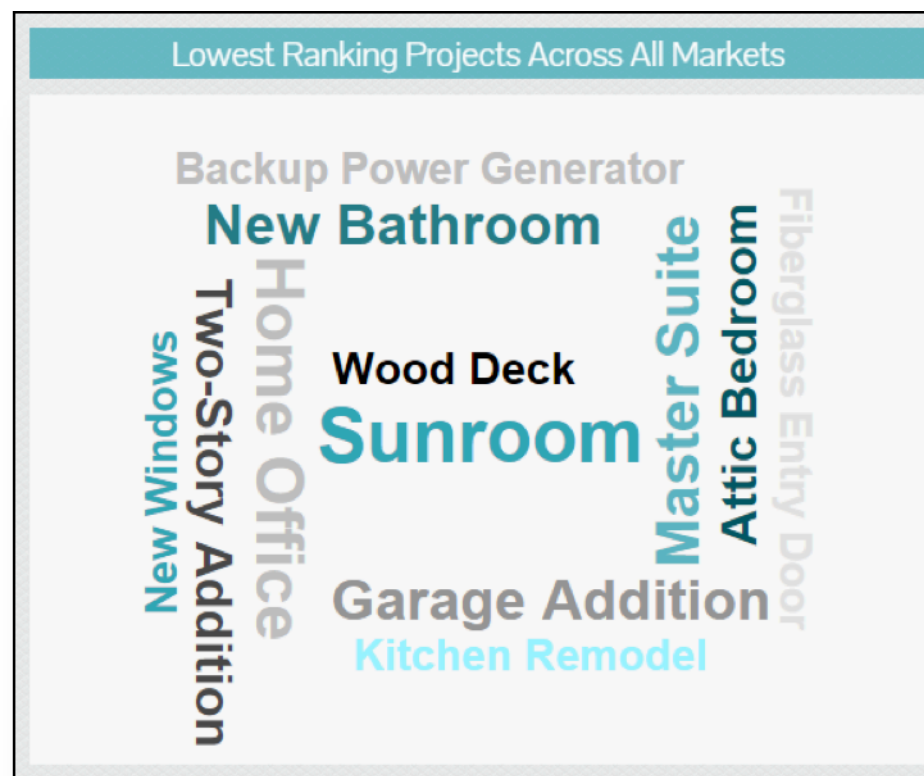 Lowest Ranking Projects Across All Markets
Backup Power Generator
New Bathroom
Home Office
Two-Story Addition
New Windows
Wood Deck
Sunroom
Master Suite
Attic Bedroom
Fiberglass Entry Door
Garage Addition
Kitchen Remodel